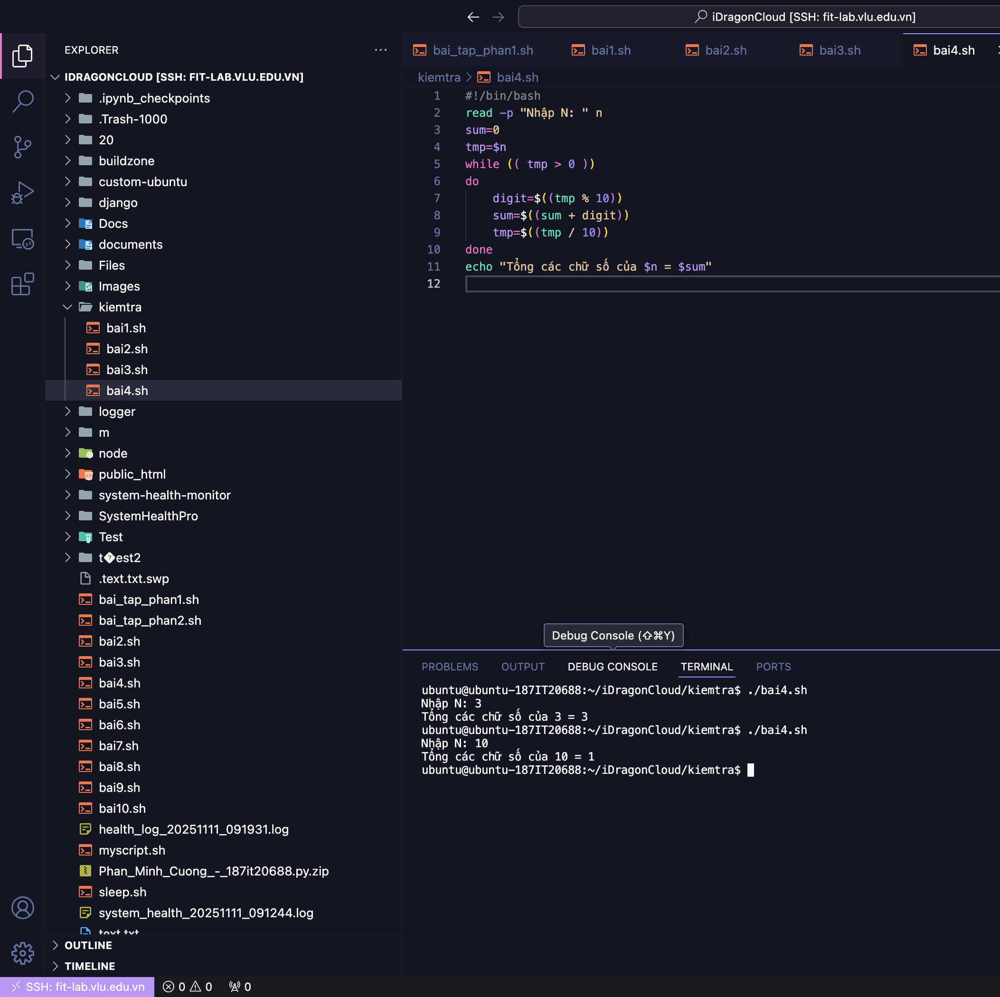 iDragonCloud [SSH: fit-lab.vlu.edu.vn]
EXPLORER
IDRAGONCLOUD [SSH: FIT-LAB.VLU.EDU.VN]
.ipynb_checkpoints
.Trash-1000
20
buildzone
custom-ubuntu
django
Docs
documents
Files
Images
kiemtra
bai1.sh
bai2.sh
bai3.sh
bai4.sh
logger
m
node
public_html
system-health-monitor
SystemHealthPro
Test
t�est2
.text.txt.swp
bai_tap_phan1.sh
bai_tap_phan2.sh
bai2.sh
bai3.sh
bai4.sh
bai5.sh
bai6.sh
bai7.sh
bai8.sh
bai9.sh
bai10.sh
health_log_20251111_091931.log
myscript.sh
Phan_Minh_Cuong_-_187it20688.py.zip
sleep.sh
system_health_20251111_091244.log
text.txt
OUTLINE
TIMELINE
bai_tap_phan1.sh bai1.sh bai2.sh bai3.sh bai4.sh
kiemtra > bai4.sh
1 #!/bin/bash
2 read -p "Nhập N: " n
3 sum=0
4 tmp=$n
5 while (( tmp > 0 ))
6 do
7 digit=$((tmp % 10))
8 sum=$((sum + digit))
9 tmp=$((tmp / 10))
10 done
11 echo "Tổng các chữ số của $n = $sum"
12
Debug Console (⇧⌘Y)
PROBLEMS OUTPUT DEBUG CONSOLE TERMINAL PORTS
ubuntu@ubuntu-187IT20688:~/iDragonCloud/kiemtra$ ./bai4.sh
Nhập N: 3
Tổng các chữ số của 3 = 3
ubuntu@ubuntu-187IT20688:~/iDragonCloud/kiemtra$ ./bai4.sh
Nhập N: 10
Tổng các chữ số của 10 = 1
ubuntu@ubuntu-187IT20688:~/iDragonCloud/kiemtra$
SSH: fit-lab.vlu.edu.vn 0 0 0